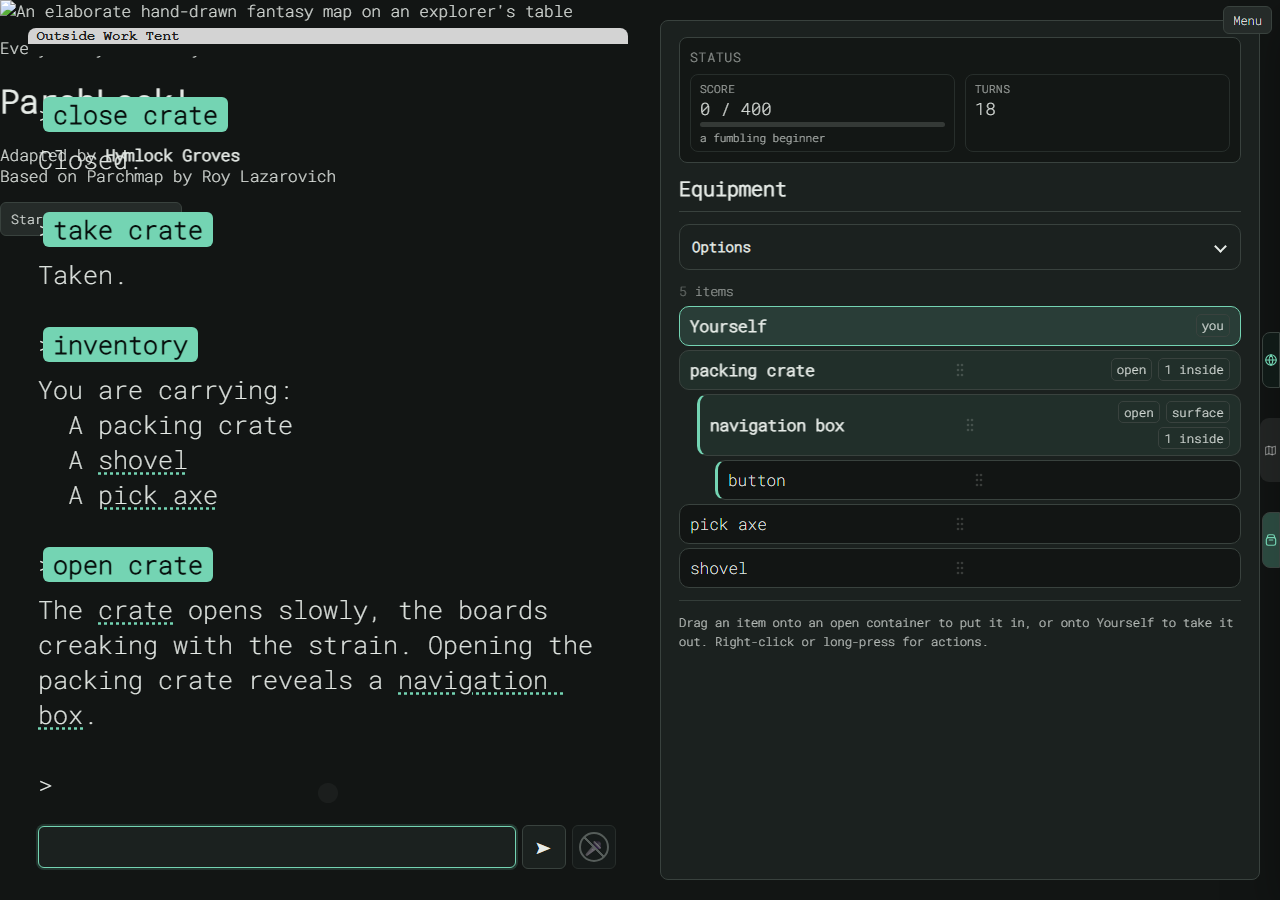 An elaborate hand-drawn fantasy map on an explorer's table
Outside Work Tent
Eve
close crate
Closed.
Adapted by Hymlock Groves
Based on Parchmap by Roy Lazarovich
Star
take crate
Taken.
>inventory
You are carrying:
A packing crate
A shovel
A pick axe
>open crate
The crate opens slowly, the boards
creaking with the strain. Opening the
packing crate reveals a navigation
box.
>
Menu
STATUS
SCORE
0 / 400
a fumbling beginner
TURNS
18
Equipment
Options
5 items
Yourself you
packing crate open 1 inside
navigation box open surface
1 inside
button
pick axe
shovel
Drag an item onto an open container to put it in, or onto Yourself to take it
out. Right-click or long-press for actions.